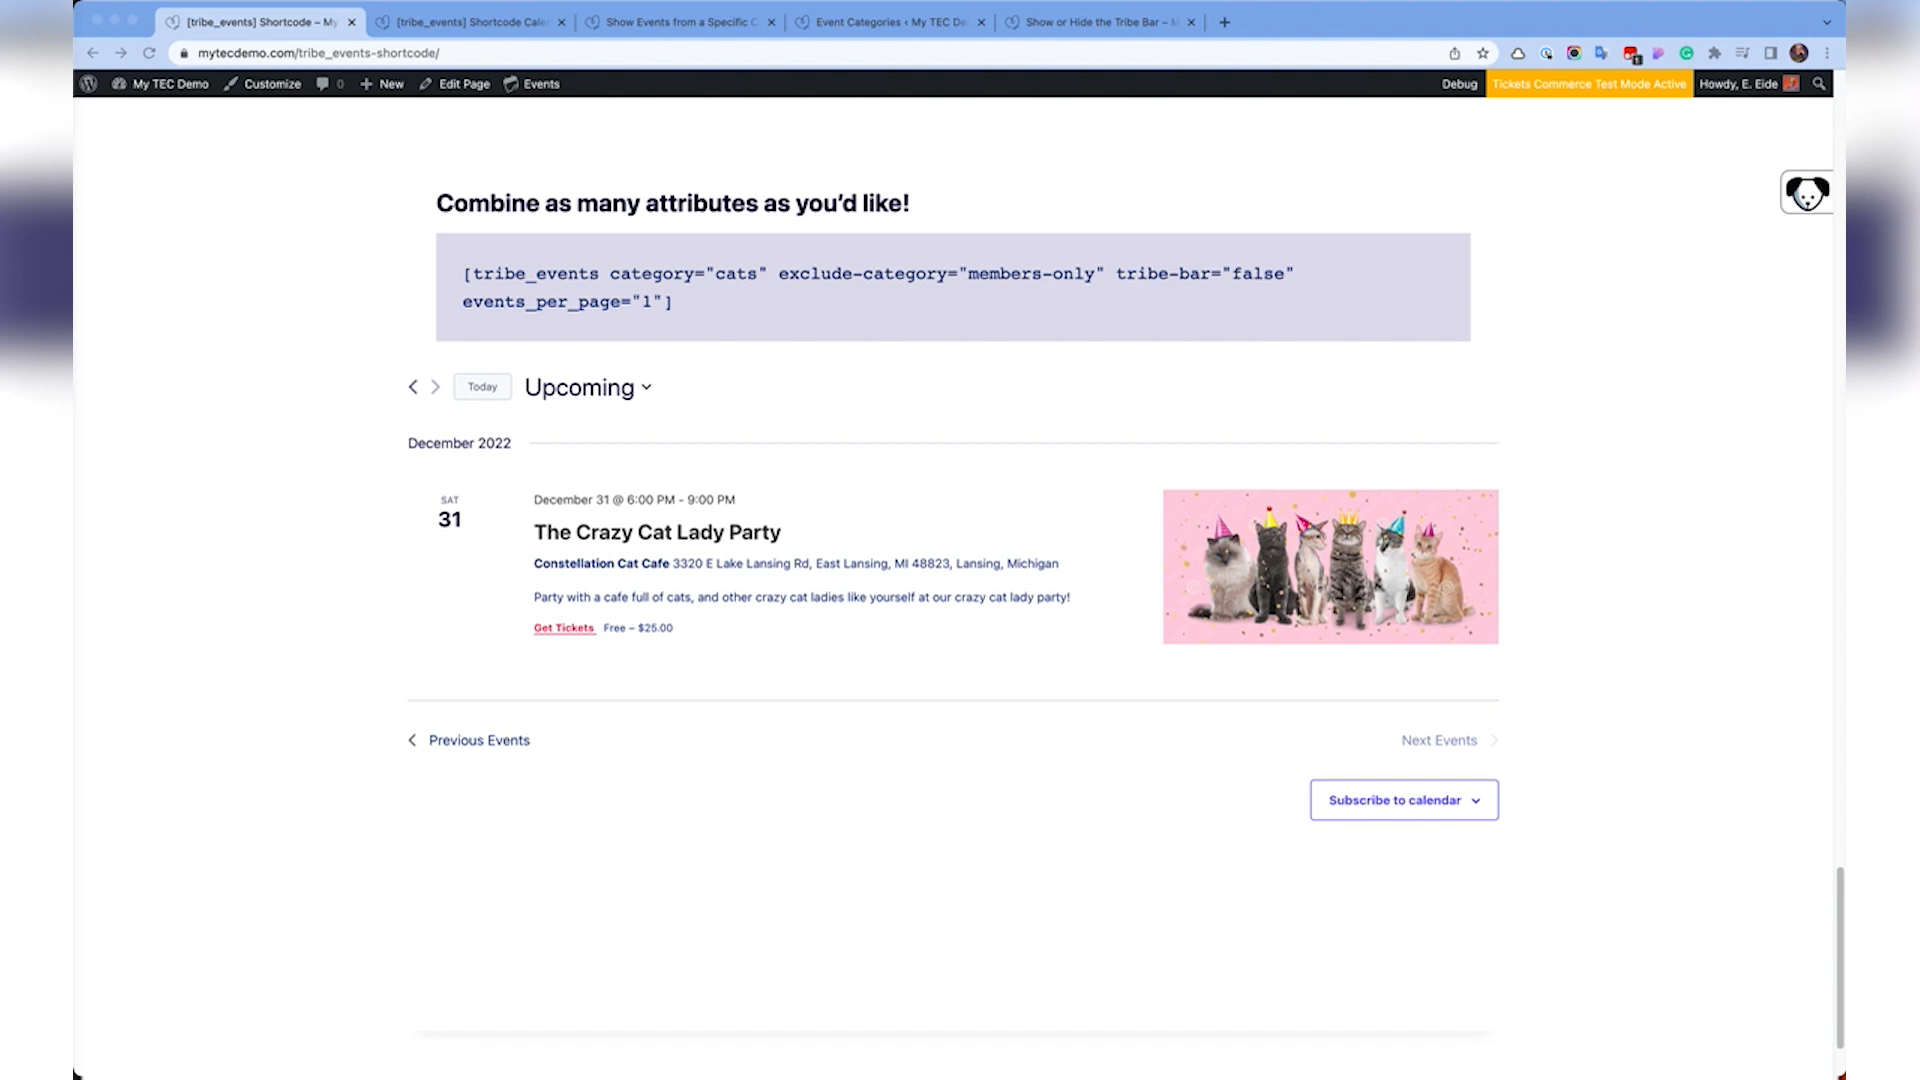 [tribe_events] Shortcode – My
[tribe_events] Shortcode Cale
Show Events from a Specific C
Event Categories ‹ My TEC De
Show or Hide the Tribe Bar – M
mytecdemo.com/tribe_events-shortcode/
My TEC Demo
Customize
0
New
Edit Page
Events
Debug
Tickets Commerce Test Mode Active
Howdy, E. Eide
Combine as many attributes as you’d like!
[tribe_events category="cats" exclude-category="members-only" tribe-bar="false"
events_per_page="1"]
Today
Upcoming
December 2022
SAT
31
December 31 @ 6:00 PM - 9:00 PM
The Crazy Cat Lady Party
Constellation Cat Cafe 3320 E Lake Lansing Rd, East Lansing, MI 48823, Lansing, Michigan
Party with a cafe full of cats, and other crazy cat ladies like yourself at our crazy cat lady party!
Get Tickets Free – $25.00
Previous Events
Next Events
Subscribe to calendar